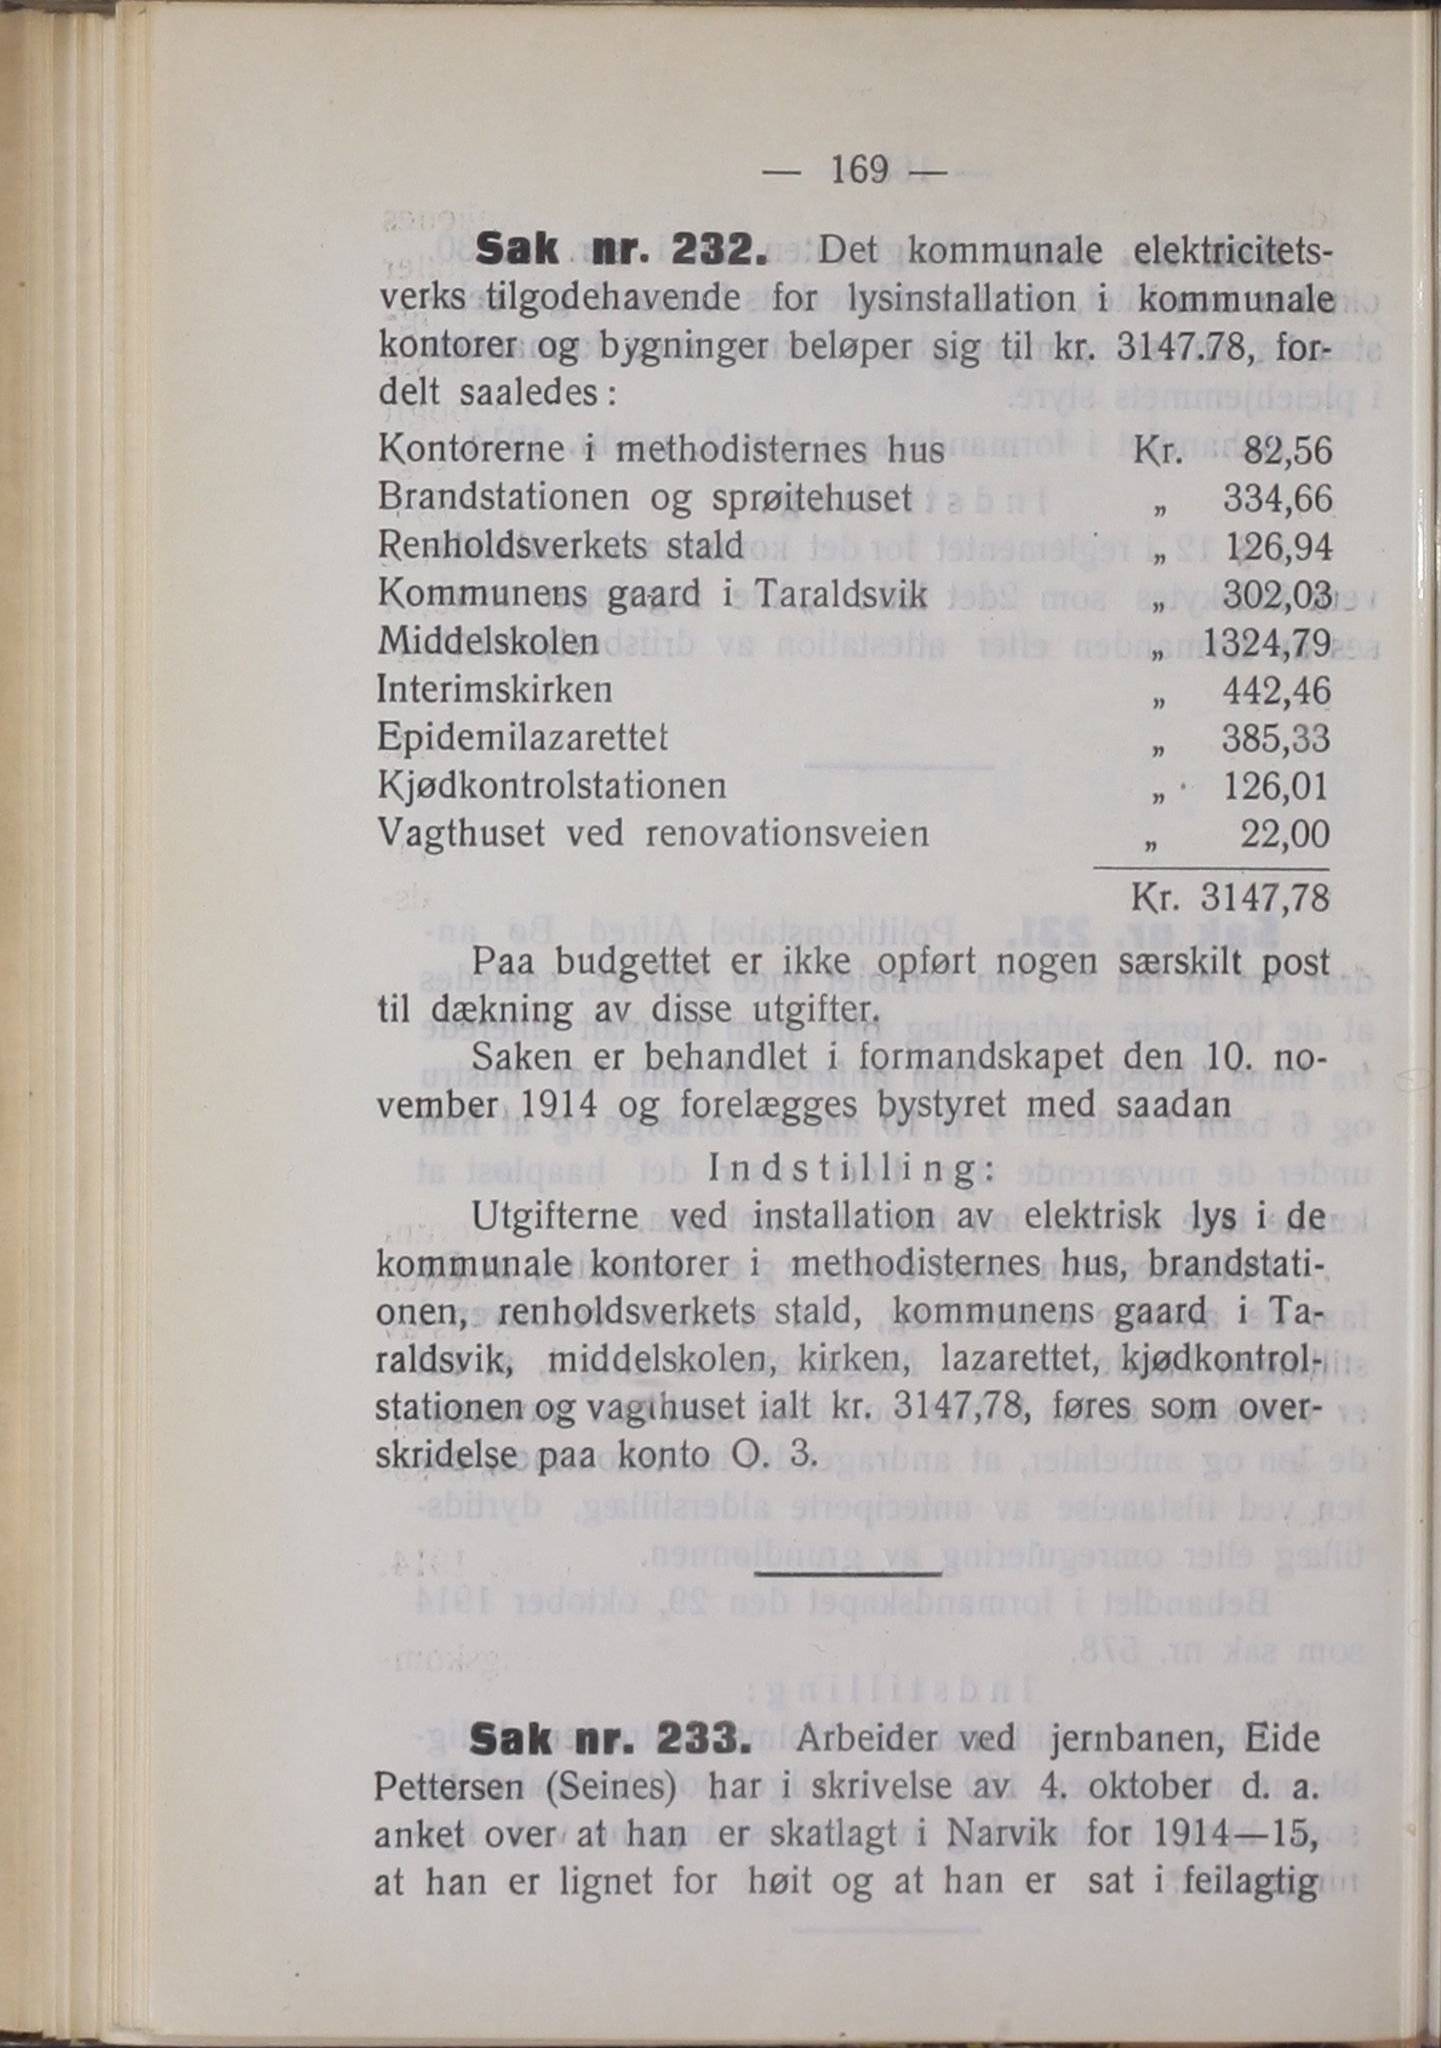 — 169 —
Sak nr. 232. Det kommunale elektricitets-
verks tilgodehavende for lysinstallation i kommunale
kontorer og bygninger beløper sig til kr. 3147.78, for-
delt saaledes:
Kontorerne i methodisternes hus Kr. 82,56
Brandstationen og sprøitehuset „ 334,66
Renholdsverkets stald „ 126,94
Kommunens gaard i Taraldsvik „ 302,03
Middelskolen „ 1324,79
Interimskirken „ 442,46
Epidemilazarettet „ 385,33
Kjødkontrolstationen „ 126,01
Vagthuset ved renovationsveien „ 22,00
Kr. 3147,78
Paa budgettet er ikke opført nogen særskilt post
til dækning av disse utgifter.
Saken er behandlet i formandskapet den 10. no-
vember 1914 og forelægges bystyret med saadan
Indstilling:
Utgifterne ved installation av elektrisk lys i de
kommunale kontorer i methodisternes hus, brandstati-
onen, renholdsverkets stald, kommunens gaard i Ta-
raldsvik, middelskolen, kirken, lazarettet, kjødkontrol-
stationen og vagthuset ialt kr. 3147,78, føres som over-
skridelse paa konto O. 3.
Sak nr. 233. Arbeider ved jernbanen, Eide
Pettersen (Seines) har i skrivelse av 4. oktober d. a.
anket over at han er skatlagt i Narvik for 1914—15,
at han er lignet for høit og at han er sat i feilagtig